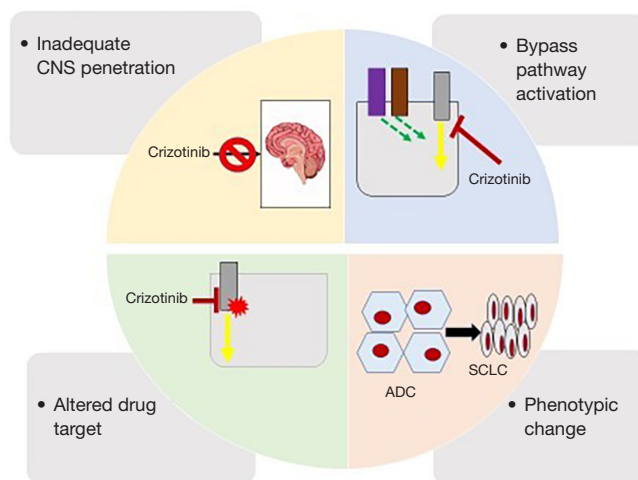 • Inadequate
CNS penetration
• Bypass
pathway
activation
Crizotinib
Crizotinib
Crizotinib
ADC
SCLC
• Altered drug
target
• Phenotypic
change